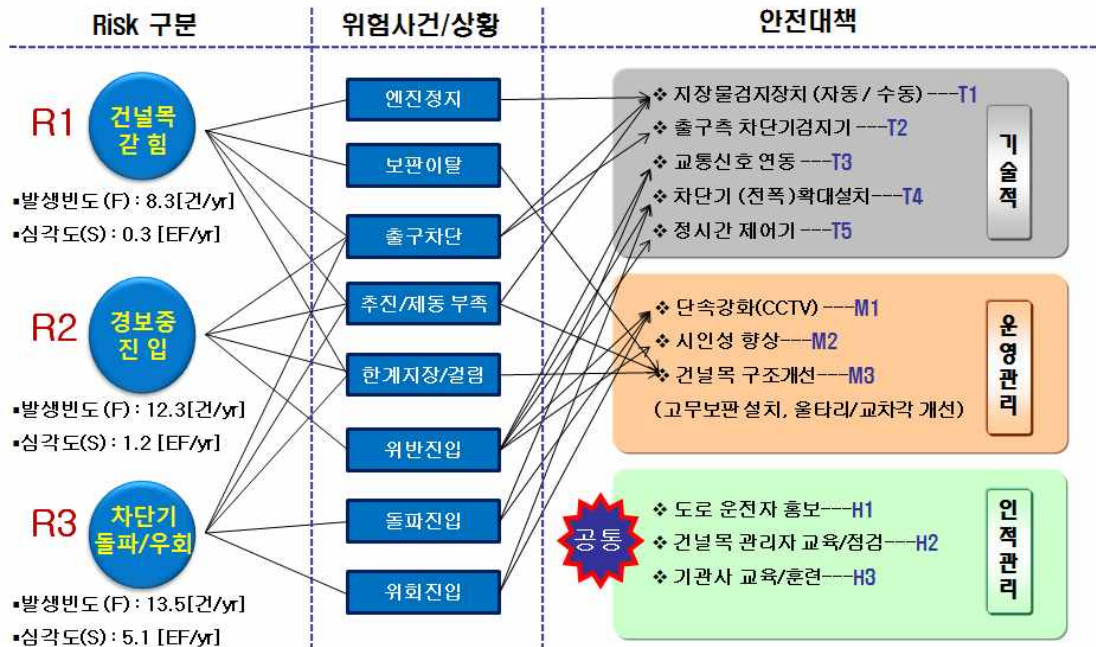 Risk 구분
위험사건/상황
안전대책
R1
건널목
갇 힘
▪발생빈도(F) : 8.3[건/yr]
▪심각도(S) : 0.3 [EF/yr]
R2
경보중
진 입
▪발생빈도(F) : 12.3[건/yr]
▪심각도(S) : 1.2 [EF/yr]
R3
차단기
돌파/우회
▪발생빈도(F) : 13.5[건/yr]
▪심각도(S) : 5.1 [EF/yr]
엔진정지
보판이탈
출구차단
추진/제동 부족
한계지장/걸림
위반진입
돌파진입
위회진입
❖ 지장물검지장치 (자동 / 수동) ---T1
❖ 출구측 차단기검지기 ---T2
❖ 교통신호 연동 ---T3
❖ 차단기 (전폭)확대설치 ---T4
❖ 정시간 제어기 ---T5
기술적
❖ 단속강화(CCTV) ---M1
❖ 시인성 향상---M2
❖ 건널목 구조개선---M3
(고무보판 설치, 울타리/교차각 개선)
운영관리
공통
❖ 도로 운전자 홍보---H1
❖ 건널목 관리자 교육/점검---H2
❖ 기관사 교육/훈련---H3
인적관리